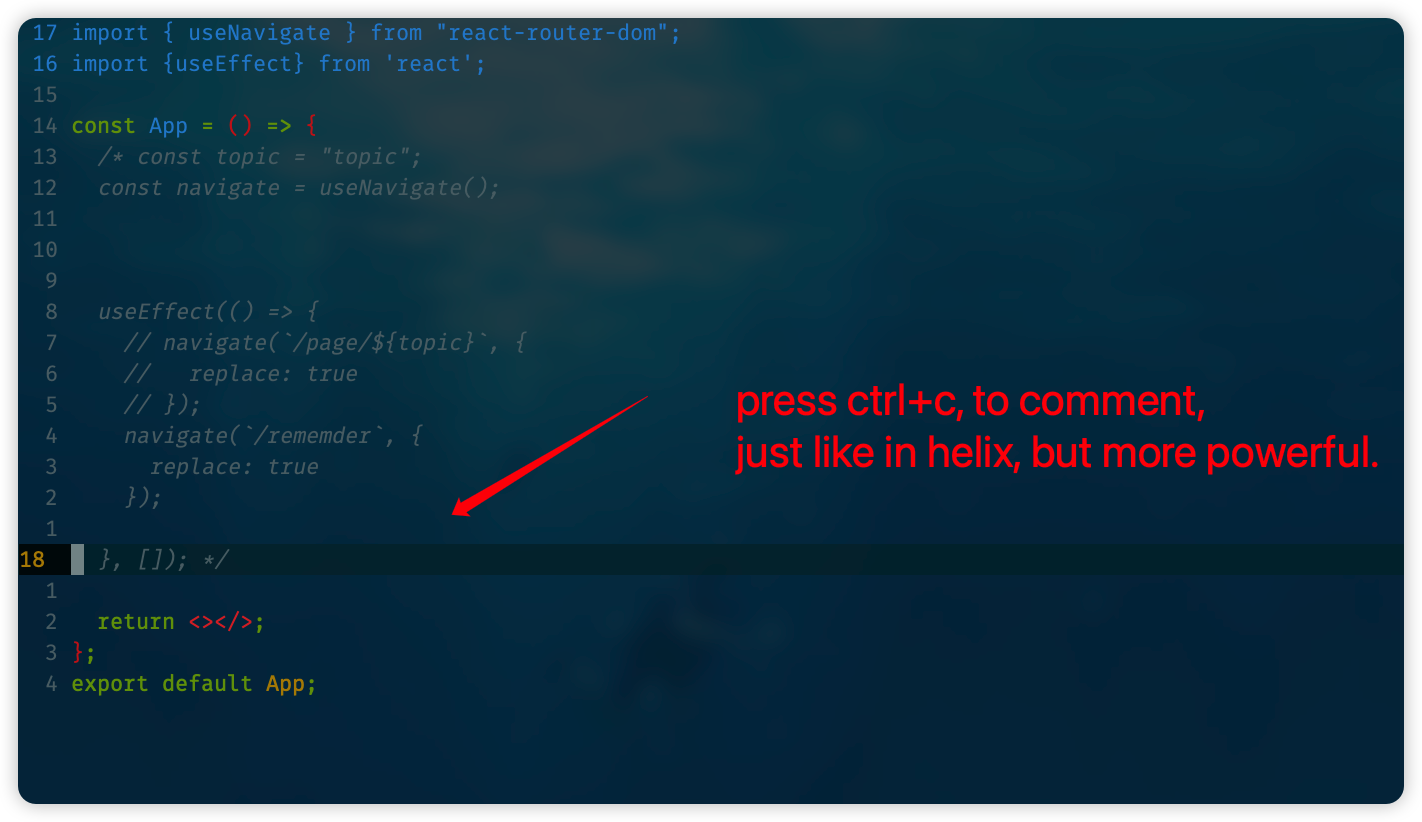 17 import { useNavigate } from "react-router-dom";
16 import {useEffect} from 'react';
15
14 const App = () => {
13   /* const topic = "topic";
12   const navigate = useNavigate();
11
10
9
8   useEffect(() => {
7     // navigate(`/page/${topic}`, {
6     //   replace: true
5     // });
4     navigate(`/rememder`, {
3       replace: true
2     });
1
18   }, []); */
1
2   return <></>;
3 };
4 export default App;
press ctrl+c, to comment,
just like in helix, but more powerful.